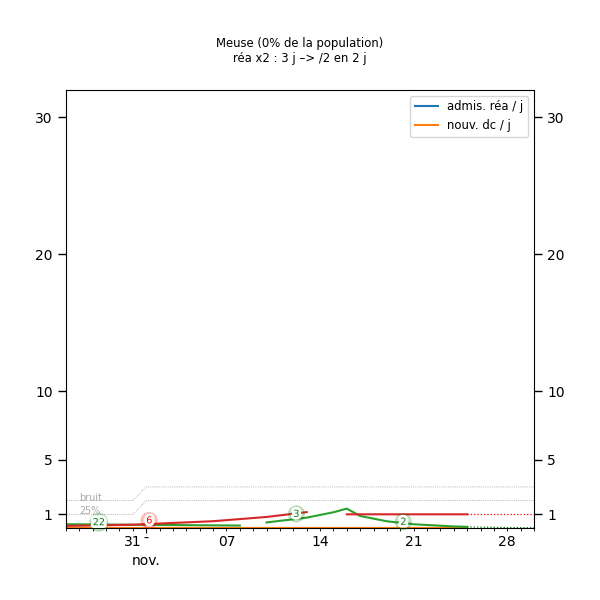 Meuse (0% de la population)
réa x2 : 3 j –> /2 en 2 j
admis. réa / j
nouv. dc / j
30 30
20 20
10 10
5 5
bruit
25%
1 1
22 6 3 2
31 - 07 14 21 28
nov.